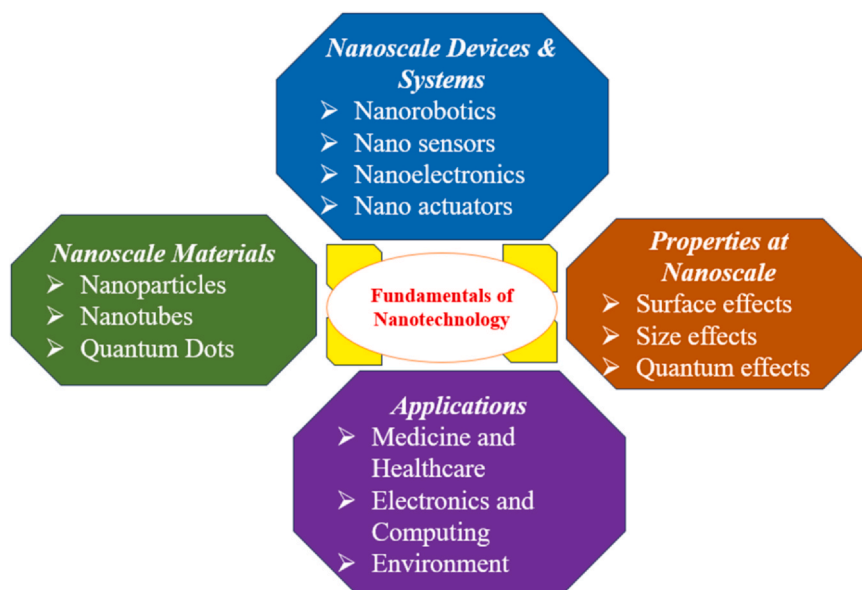 Nanoscale Devices &
Systems
➢ Nanorobotics
➢ Nano sensors
➢ Nanoelectronics
➢ Nano actuators
Nanoscale Materials
➢ Nanoparticles
➢ Nanotubes
➢ Quantum Dots
Fundamentals of
Nanotechnology
Properties at
Nanoscale
➢ Surface effects
➢ Size effects
➢ Quantum effects
Applications
➢ Medicine and
Healthcare
➢ Electronics and
Computing
➢ Environment